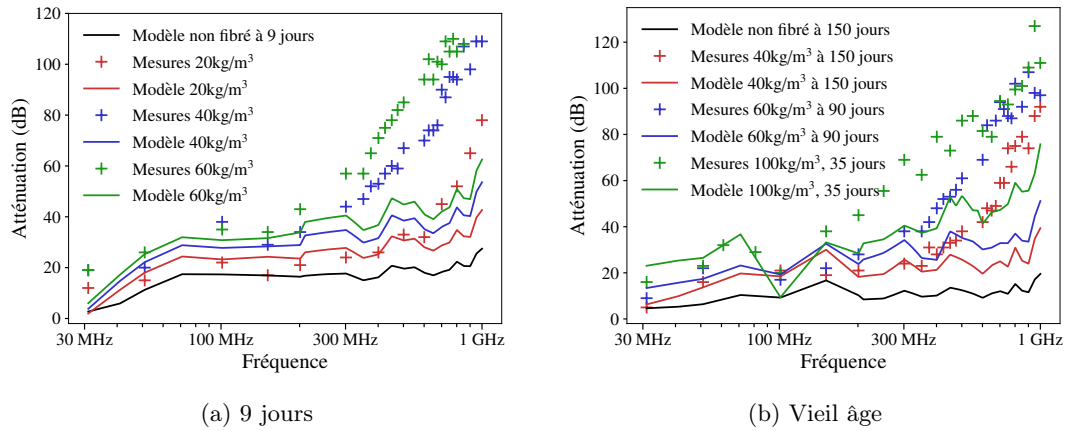 120
100
80
60
40
20
0
Atténuation (dB)
Modèle non fibré à 9 jours
Mesures 20kg/m³
Modèle 20kg/m³
Mesures 40kg/m³
Modèle 40kg/m³
Mesures 60kg/m³
Modèle 60kg/m³
30 MHz
100 MHz
300 MHz
1 GHz
Fréquence
(a) 9 jours
120
100
80
60
40
20
0
Atténuation (dB)
Modèle non fibré à 150 jours
Mesures 40kg/m³ à 150 jours
Modèle 40kg/m³ à 150 jours
Mesures 60kg/m³ à 90 jours
Modèle 60kg/m³ à 90 jours
Mesures 100kg/m³, 35 jours
Modèle 100kg/m³, 35 jours
30 MHz
100 MHz
300 MHz
1 GHz
Fréquence
(b) Vieil âge